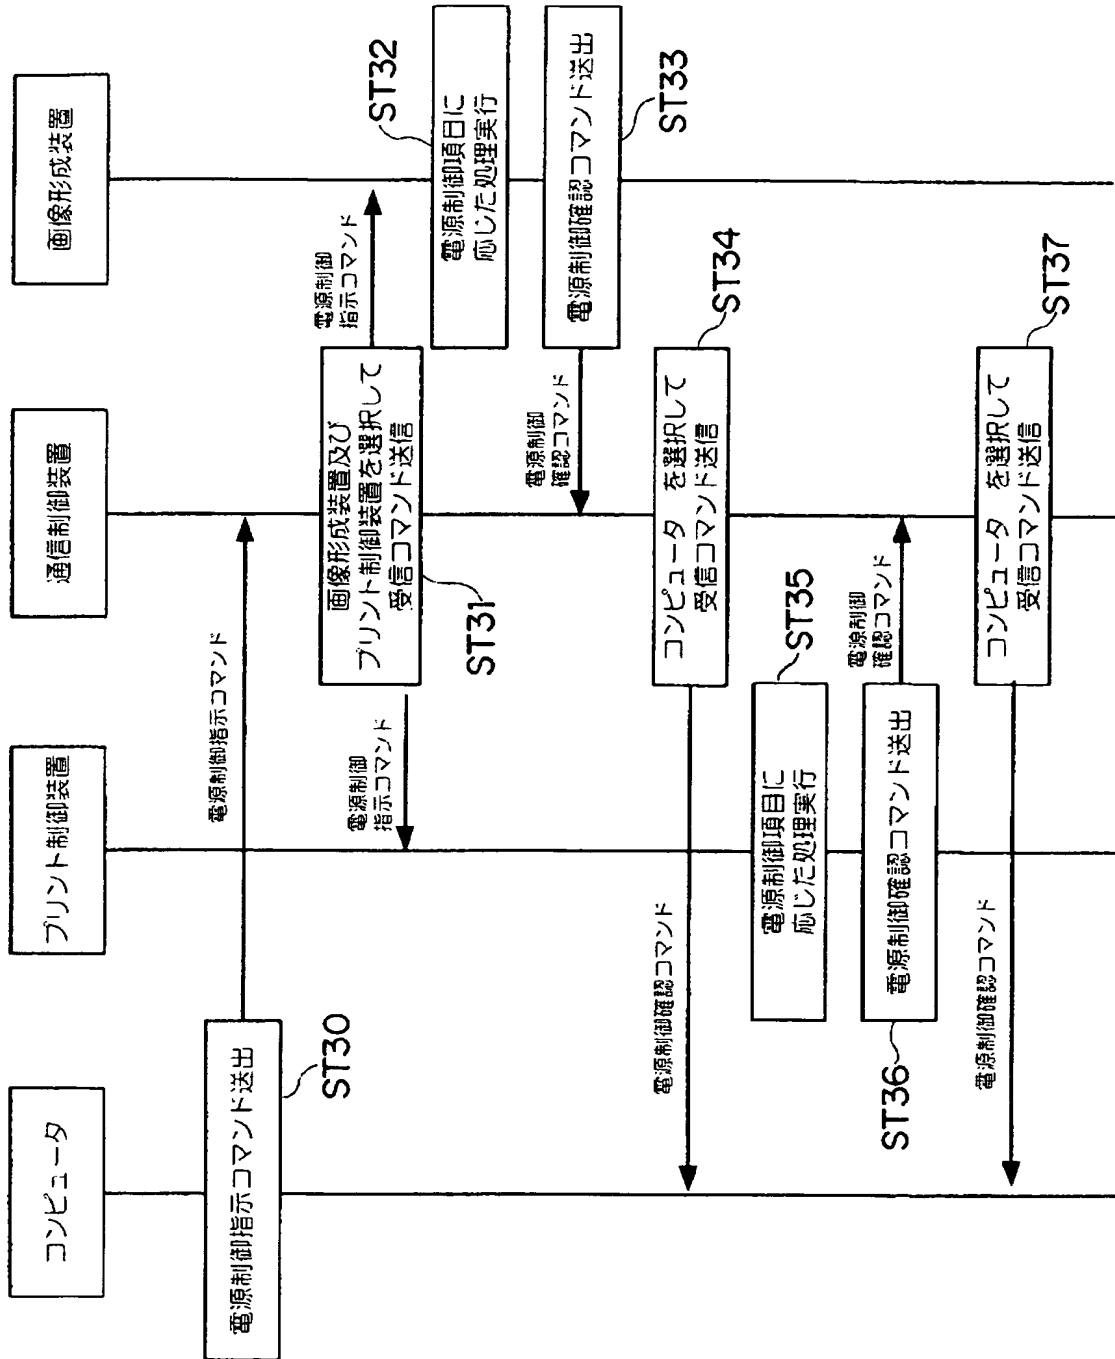 コンピュータ
プリント制御装置
通信制御装置
画像形成装置
電源制御指示コマンド送出
ST30
電源制御指示コマンド
画像形成装置及び
プリント制御装置を選択して
受信コマンド送信
ST31
電源制御
指示コマンド
電源制御
指示コマンド
電源制御項目に
応じた処理実行
ST32
電源制御確認コマンド送出
ST33
電源制御
確認コマンド
コンピュータ を選択して
受信コマンド送信
ST34
電源制御確認コマンド
電源制御項目に
応じた処理実行
ST35
電源制御確認コマンド送出
ST36
電源制御
確認コマンド
コンピュータ を選択して
受信コマンド送信
ST37
電源制御確認コマンド